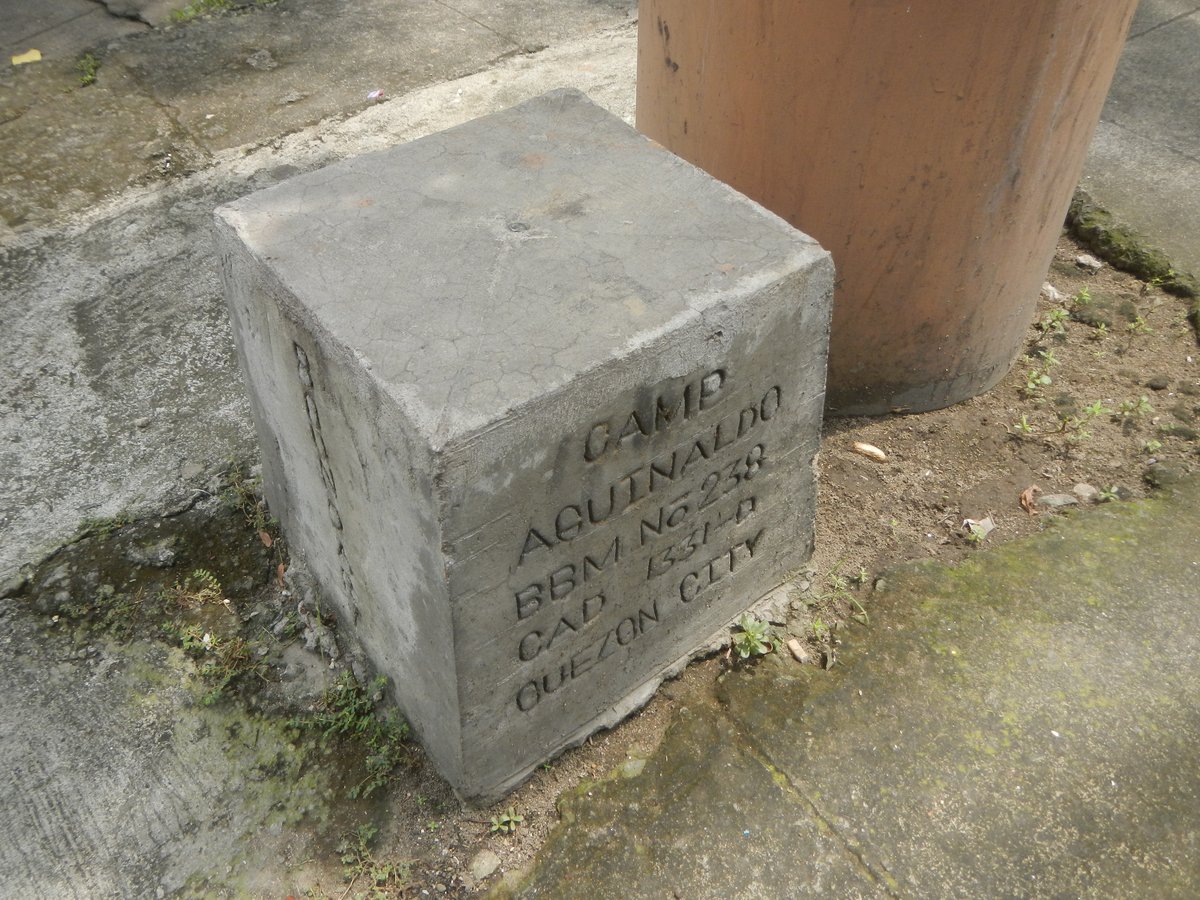 CAMP
AGUINALDO
BBM No 238
CAD 1331-D
QUEZON CITY